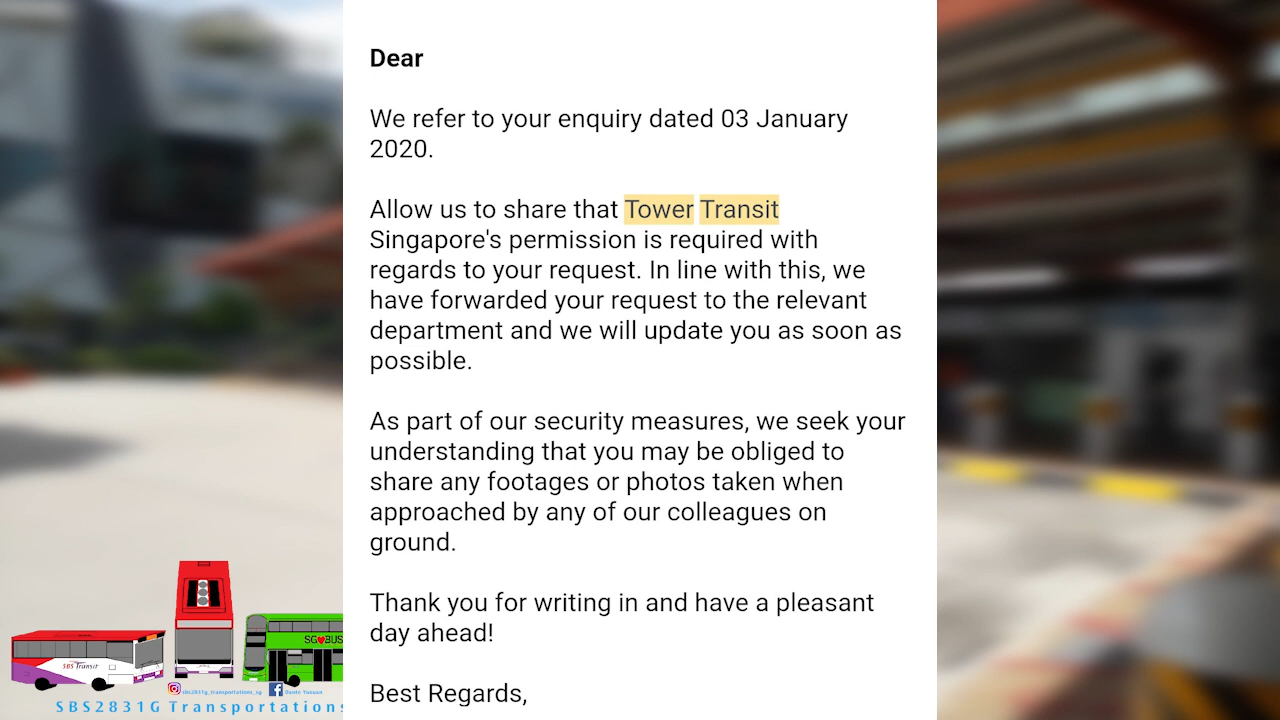 Dear
We refer to your enquiry dated 03 January
2020.
Allow us to share that Tower Transit
Singapore's permission is required with
regards to your request. In line with this, we
have forwarded your request to the relevant
department and we will update you as soon as
possible.
As part of our security measures, we seek your
understanding that you may be obliged to
share any footages or photos taken when
approached by any of our colleagues on
ground.
Thank you for writing in and have a pleasant
day ahead!
Best Regards,
SG♥BUS
SBS Transit
sbs2831g_transportations_sg
SBS2831G Transportations